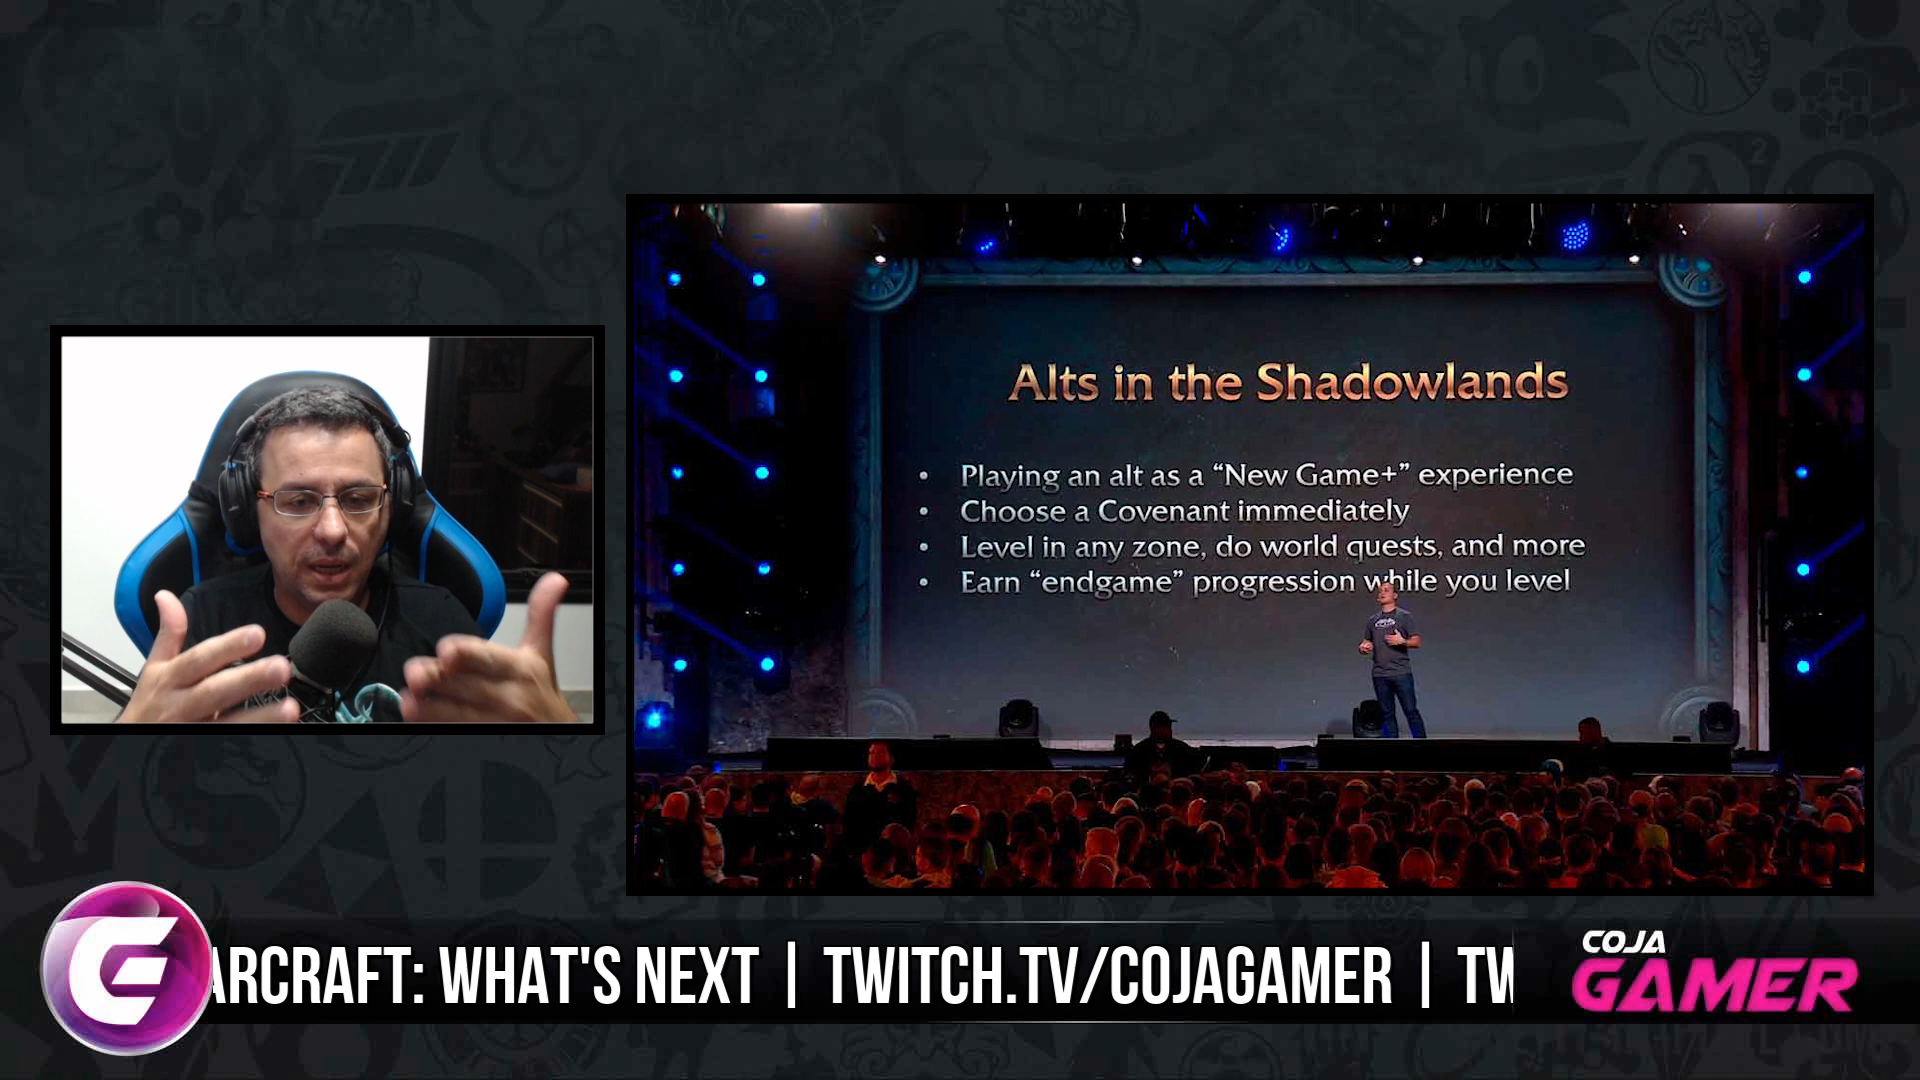 Alts in the Shadowlands
• Playing an alt as a “New Game+” experience
• Choose a Covenant immediately
• Level in any zone, do world quests, and more
• Earn “endgame” progression while you level
ARCRAFT: WHAT'S NEXT | TWITCH.TV/COJAGAMER | TW
COJA
GAMER